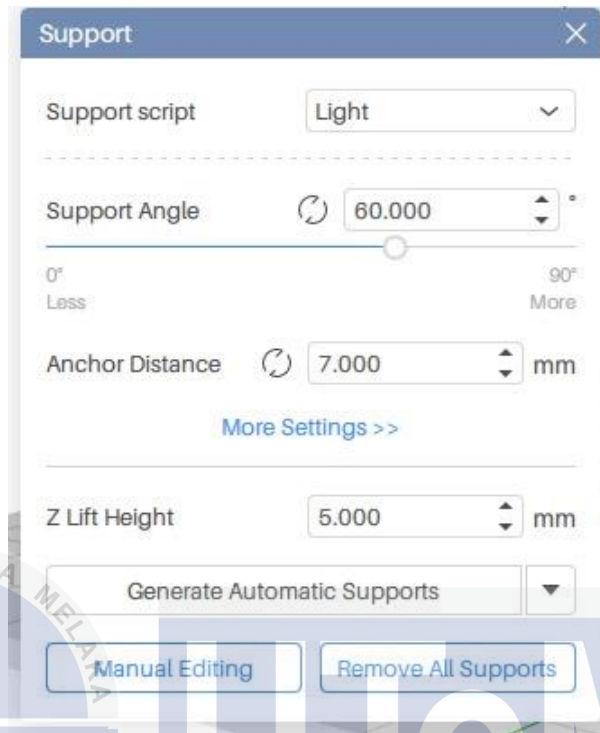 Support
Support script Light
Support Angle 60.000 °
0° 90°
Less More
Anchor Distance 7.000 mm
More Settings >>
Z Lift Height 5.000 mm
Generate Automatic Supports
Manual Editing Remove All Supports
MELAKA